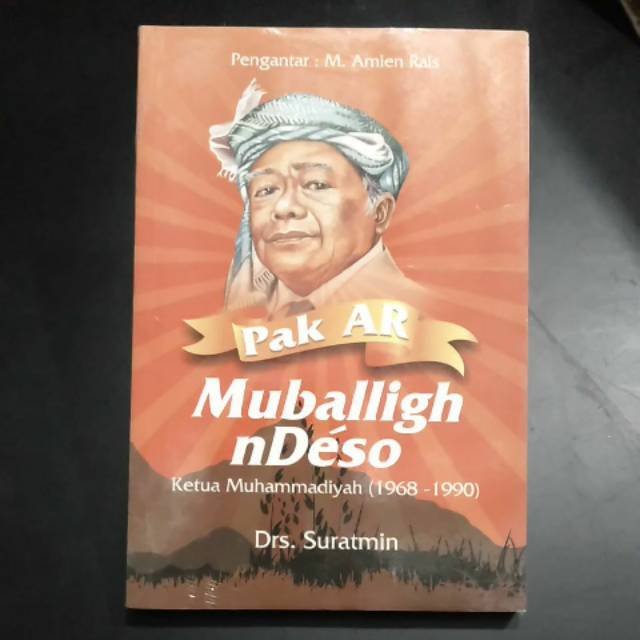 Pengantar : M. Amien Rais
Pak AR
Muballigh
nDéso
Ketua Muhammadiyah (1968 -1990)
Drs. Suratmin